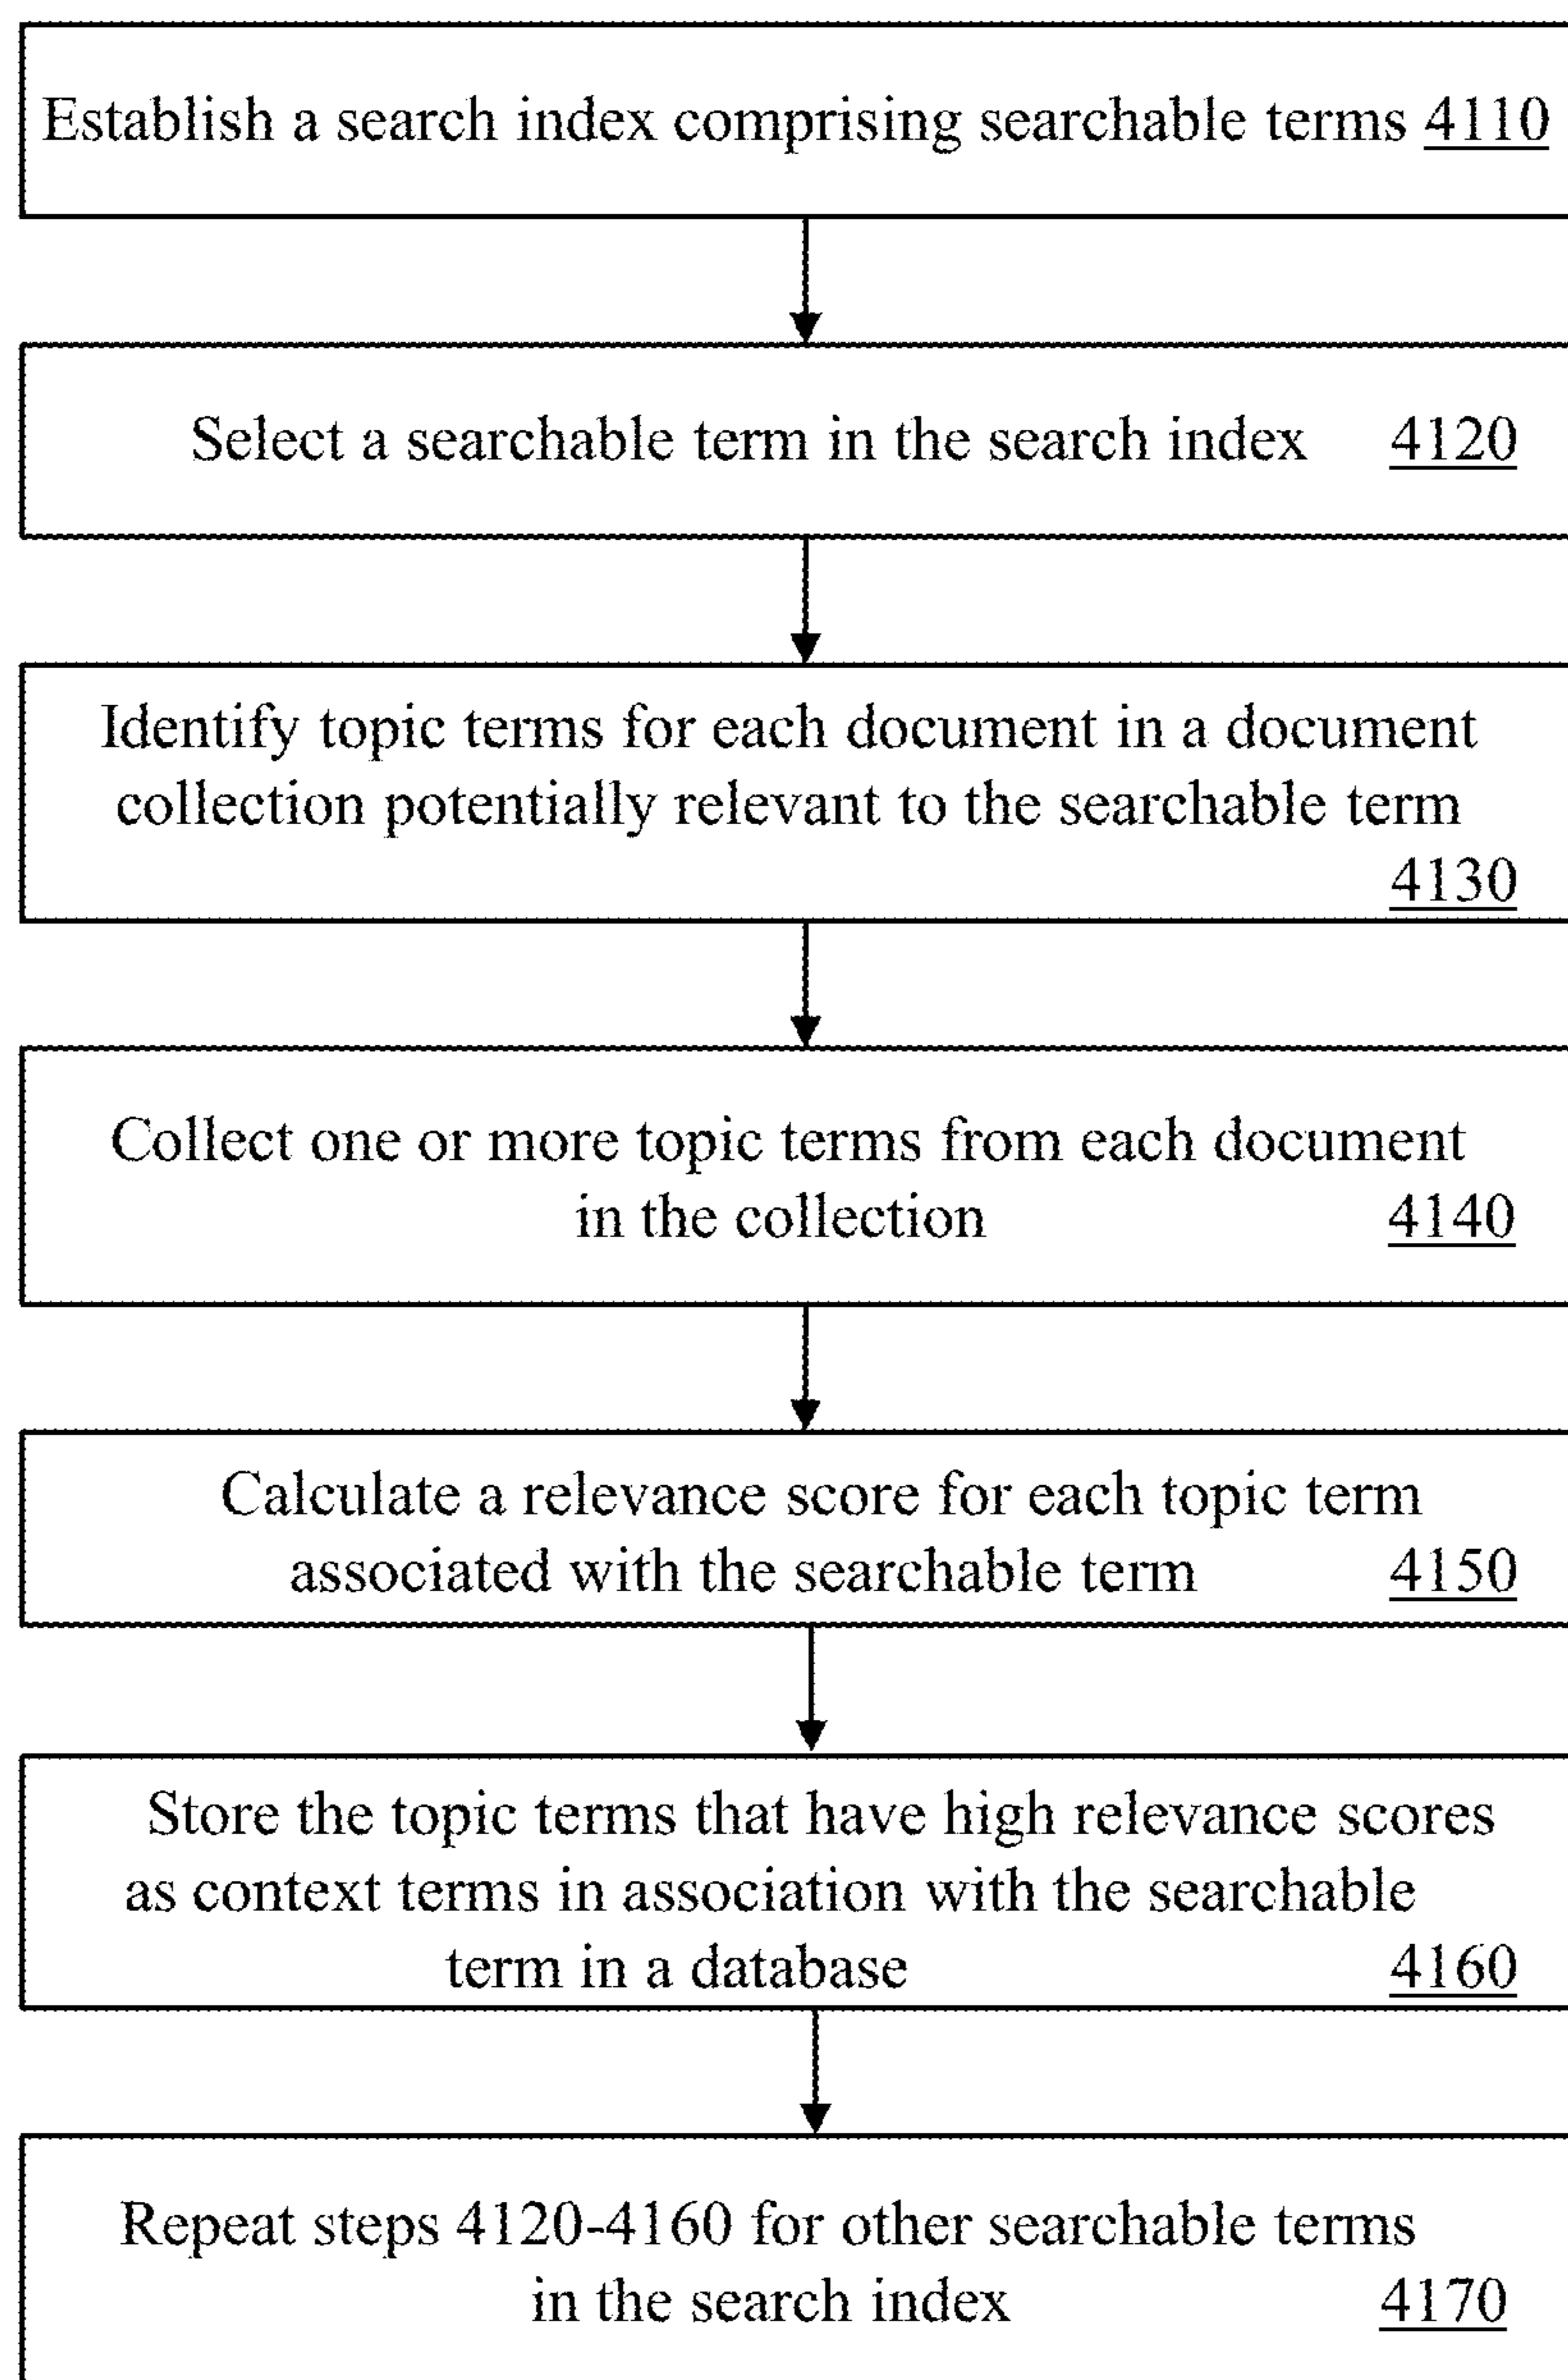 Establish a search index comprising searchable terms 4110
Select a searchable term in the search index 4120
Identify topic terms for each document in a document
collection potentially relevant to the searchable term
4130
Collect one or more topic terms from each document
in the collection 4140
Calculate a relevance score for each topic term
associated with the searchable term 4150
Store the topic terms that have high relevance scores
as context terms in association with the searchable
term in a database 4160
Repeat steps 4120-4160 for other searchable terms
in the search index 4170